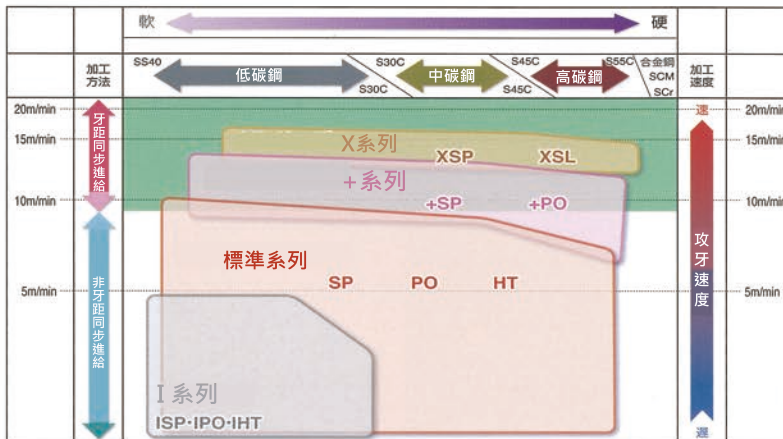 軟 硬
加工
方法
SS40 低碳鋼 S30C
S30C 中碳鋼 S45C
S45C 高碳鋼 S55C
合金鋼
SCM
SCr
加工
速度
20m/min 速 20m/min
15m/min 15m/min
牙距同步進給
X系列
XSP XSL
+系列
10m/min +SP +PO 10m/min
標準系列
攻牙速度
非牙距同步進給
5m/min SP PO HT 5m/min
I系列
ISP·IPO·IHT
遲